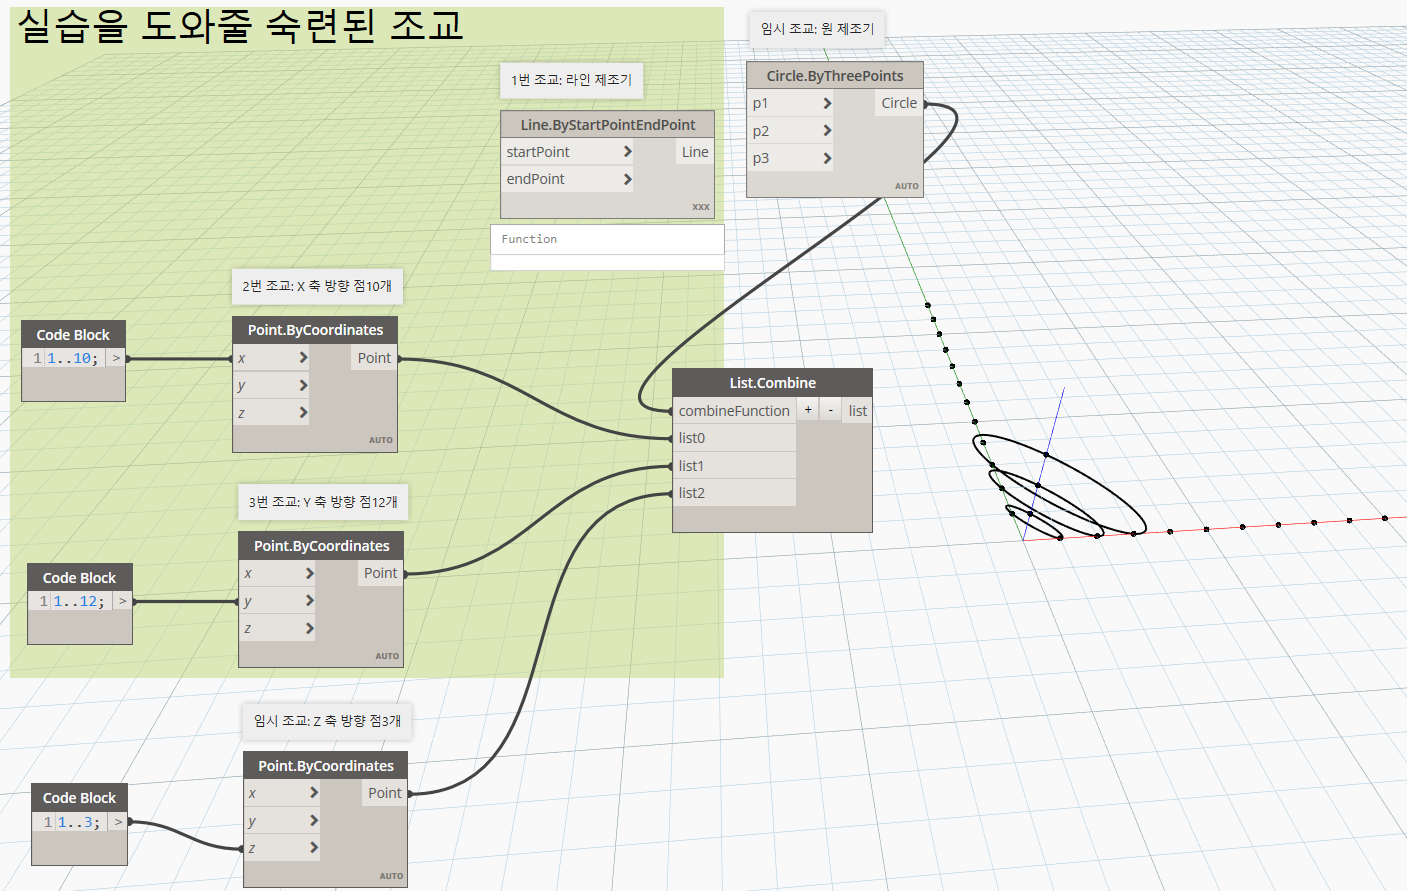 실습을 도와줄 숙련된 조교
임시 조교: 원 제조기
Circle.ByThreePoints
p1
Circle
p2
p3
AUTO
1번 조교: 라인 제조기
Line.ByStartPointEndPoint
startPoint
Line
endPoint
xxx
Function
2번 조교: X 축 방향 점10개
Code Block
1 1..10; >
Point.ByCoordinates
x
Point
y
z
AUTO
List.Combine
combineFunction + - list
list0
list1
list2
3번 조교: Y 축 방향 점12개
Code Block
1 1..12; >
Point.ByCoordinates
x
Point
y
z
AUTO
임시 조교: Z 축 방향 점3개
Code Block
1 1..3; >
Point.ByCoordinates
x
Point
y
z
AUTO